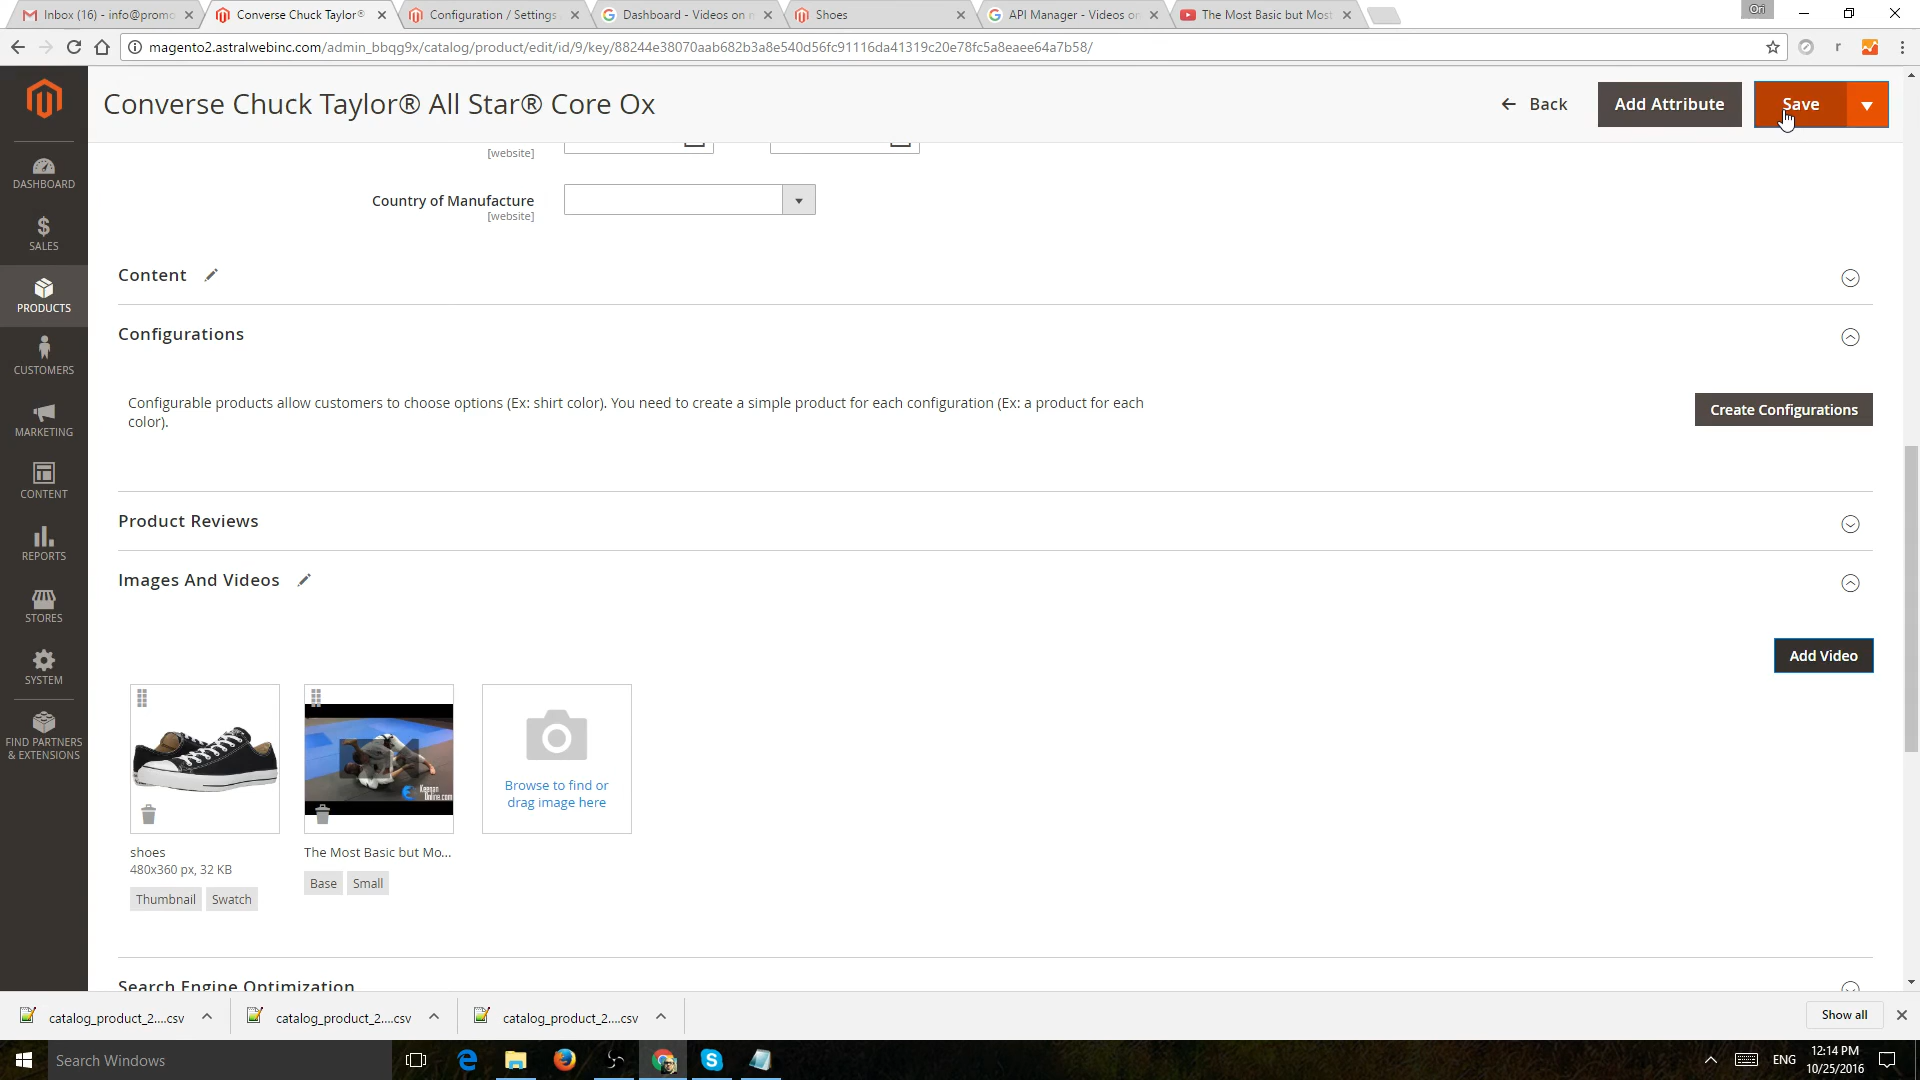 Inbox (16) - info@promo
Converse Chuck Taylor®
Configuration / Settings
Dashboard - Videos on m
Shoes
API Manager - Videos on
The Most Basic but Most
Ori
magento2.astralwebinc.com/admin_bbqg9x/catalog/product/edit/id/9/key/88244e38070aab682b3a8e540d56fc91116da41319c20e78fc5a8eaee64a7b58/
r
Converse Chuck Taylor® All Star® Core Ox
Back
Add Attribute
Save
DASHBOARD
SALES
PRODUCTS
CUSTOMERS
MARKETING
CONTENT
REPORTS
STORES
SYSTEM
FIND PARTNERS
& EXTENSIONS
[website]
Country of Manufacture
[website]
Content
Configurations
Configurable products allow customers to choose options (Ex: shirt color). You need to create a simple product for each configuration (Ex: a product for each
color).
Create Configurations
Product Reviews
Images And Videos
Add Video
Keenan
Online.com
Browse to find or
drag image here
shoes
480x360 px, 32 KB
Thumbnail
Swatch
The Most Basic but Mo...
Base
Small
Search Engine Optimization
catalog_product_2....csv
catalog_product_2....csv
catalog_product_2....csv
Show all
Search Windows
ENG
12:14 PM
10/25/2016